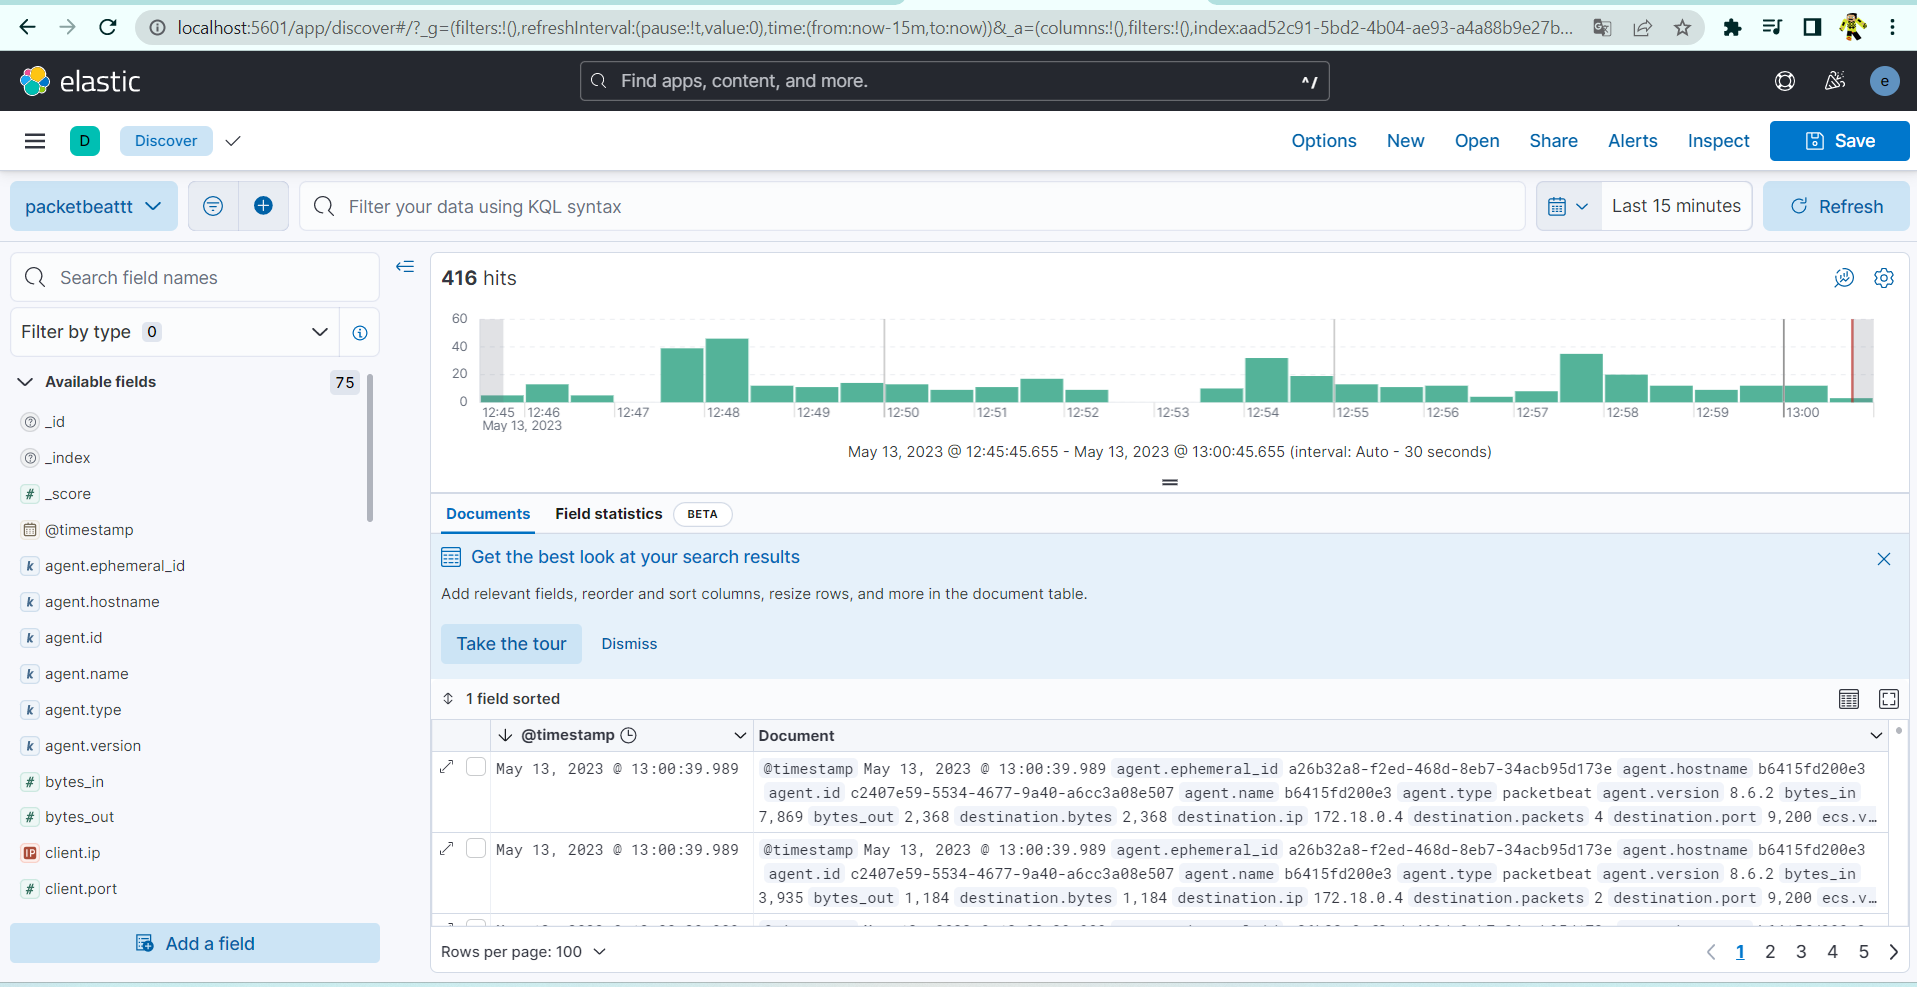 localhost:5601/app/discover#/?_g=(filters:!(),refreshInterval:(pause:!t,value:0),time:(from:now-15m,to:now))&_a=(columns:!(),filters:!(),index:aad52c91-5bd2-4b04-ae93-a4a88b9e27b...
elastic
Find apps, content, and more.
^/
e
D
Discover
Options
New
Open
Share
Alerts
Inspect
Save
packetbeattt
Filter your data using KQL syntax
Last 15 minutes
Refresh
Search field names
Filter by type 0
Available fields 75
_id
_index
_score
@timestamp
agent.ephemeral_id
agent.hostname
agent.id
agent.name
agent.type
agent.version
bytes_in
bytes_out
client.ip
client.port
Add a field
416 hits
60
40
20
0
12:45 12:46 12:47 12:48 12:49 12:50 12:51 12:52 12:53 12:54 12:55 12:56 12:57 12:58 12:59 13:00
May 13, 2023
May 13, 2023 @ 12:45:45.655 - May 13, 2023 @ 13:00:45.655 (interval: Auto - 30 seconds)
Documents Field statistics BETA
Get the best look at your search results
Add relevant fields, reorder and sort columns, resize rows, and more in the document table.
Take the tour Dismiss
1 field sorted
@timestamp Document
May 13, 2023 @ 13:00:39.989 @timestamp May 13, 2023 @ 13:00:39.989 agent.ephemeral_id a26b32a8-f2ed-468d-8eb7-34acb95d173e agent.hostname b6415fd200e3
agent.id c2407e59-5534-4677-9a40-a6cc3a08e507 agent.name b6415fd200e3 agent.type packetbeat agent.version 8.6.2 bytes_in
7,869 bytes_out 2,368 destination.bytes 2,368 destination.ip 172.18.0.4 destination.packets 4 destination.port 9,200 ecs.v…
May 13, 2023 @ 13:00:39.989 @timestamp May 13, 2023 @ 13:00:39.989 agent.ephemeral_id a26b32a8-f2ed-468d-8eb7-34acb95d173e agent.hostname b6415fd200e3
agent.id c2407e59-5534-4677-9a40-a6cc3a08e507 agent.name b6415fd200e3 agent.type packetbeat agent.version 8.6.2 bytes_in
3,935 bytes_out 1,184 destination.bytes 1,184 destination.ip 172.18.0.4 destination.packets 2 destination.port 9,200 ecs.v…
Rows per page: 100
1 2 3 4 5